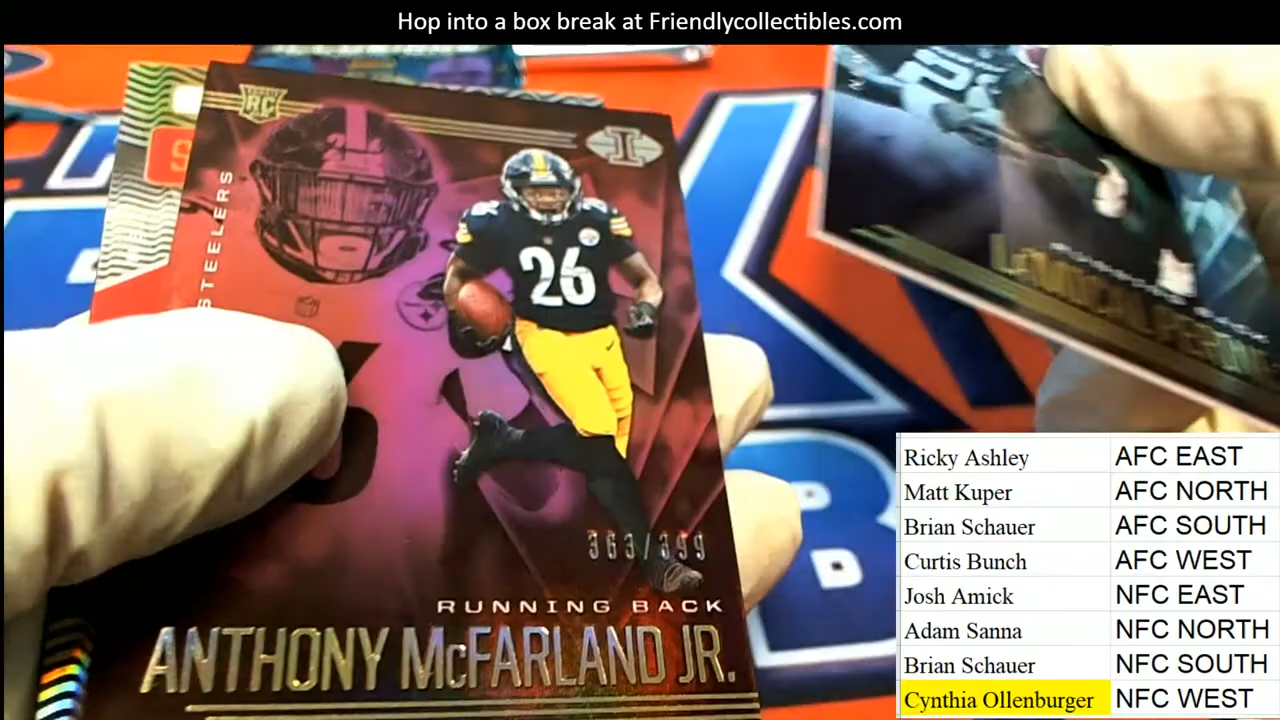 Hop into a box break at Friendlycollectibles.com
RC
I
STEELERS
26
363/399
RUNNING BACK
ANTHONY McFARLAND JR.
Ricky Ashley AFC EAST
Matt Kuper AFC NORTH
Brian Schauer AFC SOUTH
Curtis Bunch AFC WEST
Josh Amick NFC EAST
Adam Sanna NFC NORTH
Brian Schauer NFC SOUTH
Cynthia Ollenburger NFC WEST